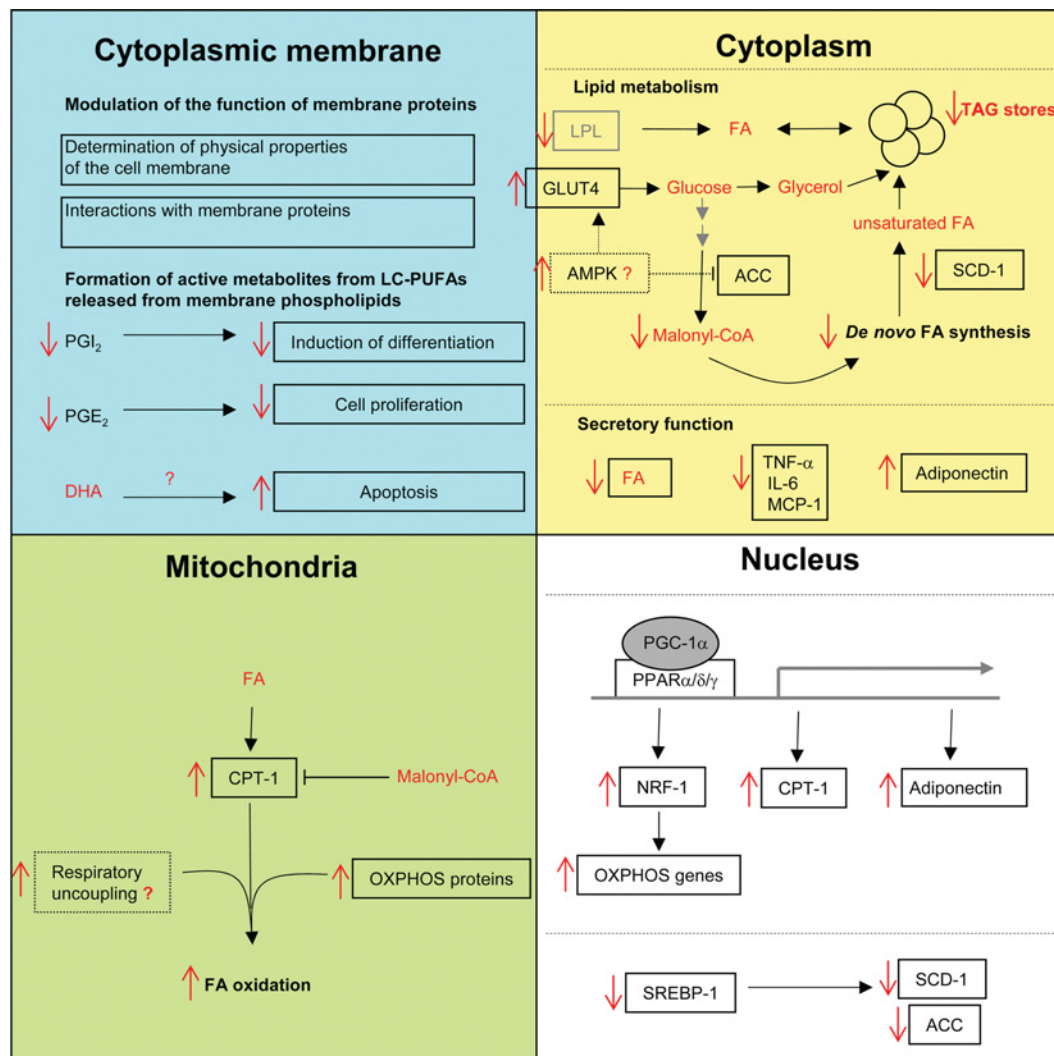 Cytoplasmic membrane
Modulation of the function of membrane proteins
Determination of physical properties
of the cell membrane
Interactions with membrane proteins
Formation of active metabolites from LC-PUFAs
released from membrane phospholipids
PGI₂
Induction of differentiation
PGE₂
Cell proliferation
DHA
?
Apoptosis
Cytoplasm
Lipid metabolism
LPL
FA
TAG stores
GLUT4
Glucose
Glycerol
unsaturated FA
AMPK ?
ACC
SCD-1
Malonyl-CoA
De novo FA synthesis
Secretory function
FA
TNF-α
IL-6
MCP-1
Adiponectin
Mitochondria
FA
CPT-1
Malonyl-CoA
Respiratory
uncoupling ?
OXPHOS proteins
FA oxidation
Nucleus
PGC-1α
PPARα/δ/γ
NRF-1
CPT-1
Adiponectin
OXPHOS genes
SREBP-1
SCD-1
ACC